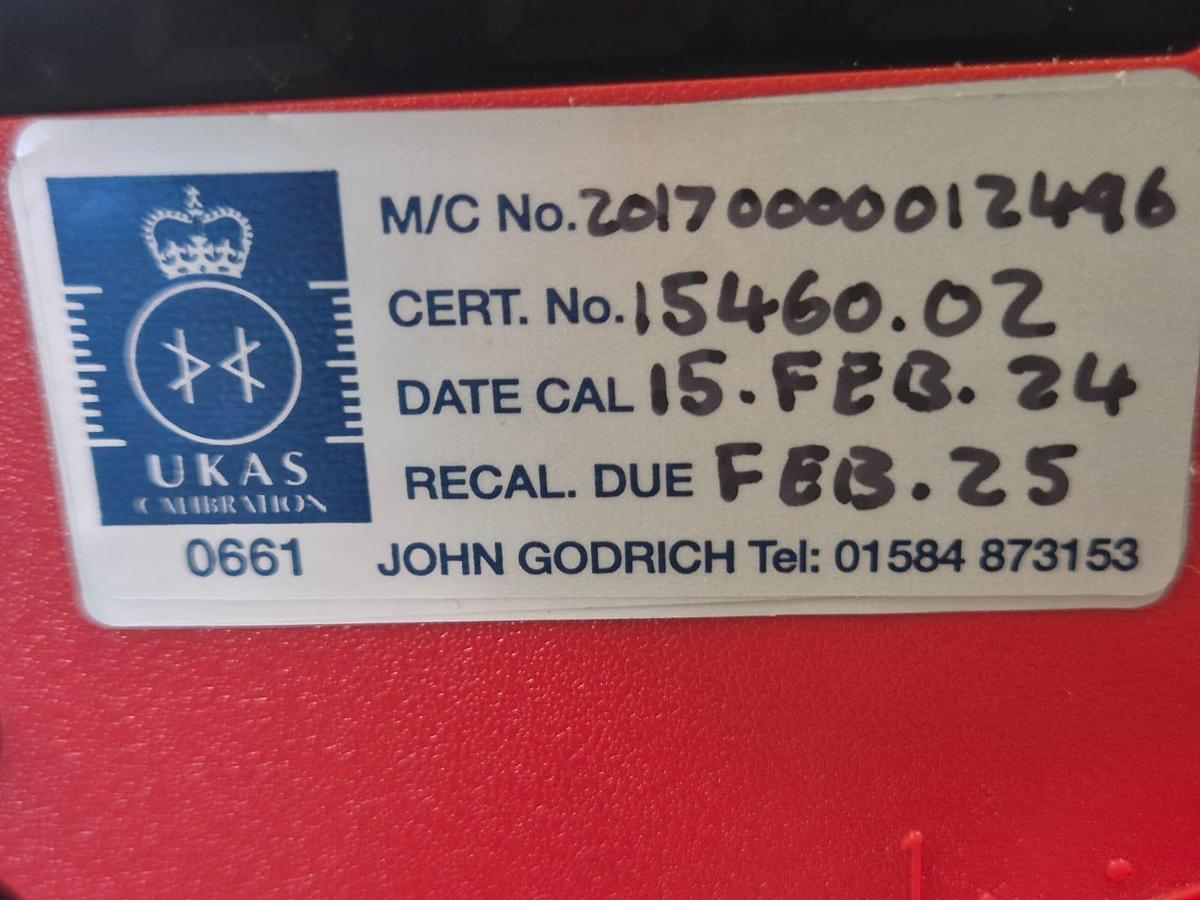 M/C No. 20170000012496
CERT. No. 15460.02
DATE CAL 15.FEB.24
RECAL. DUE FEB.25
UKAS
CALIBRATION
0661
JOHN GODRICH Tel: 01584 873153